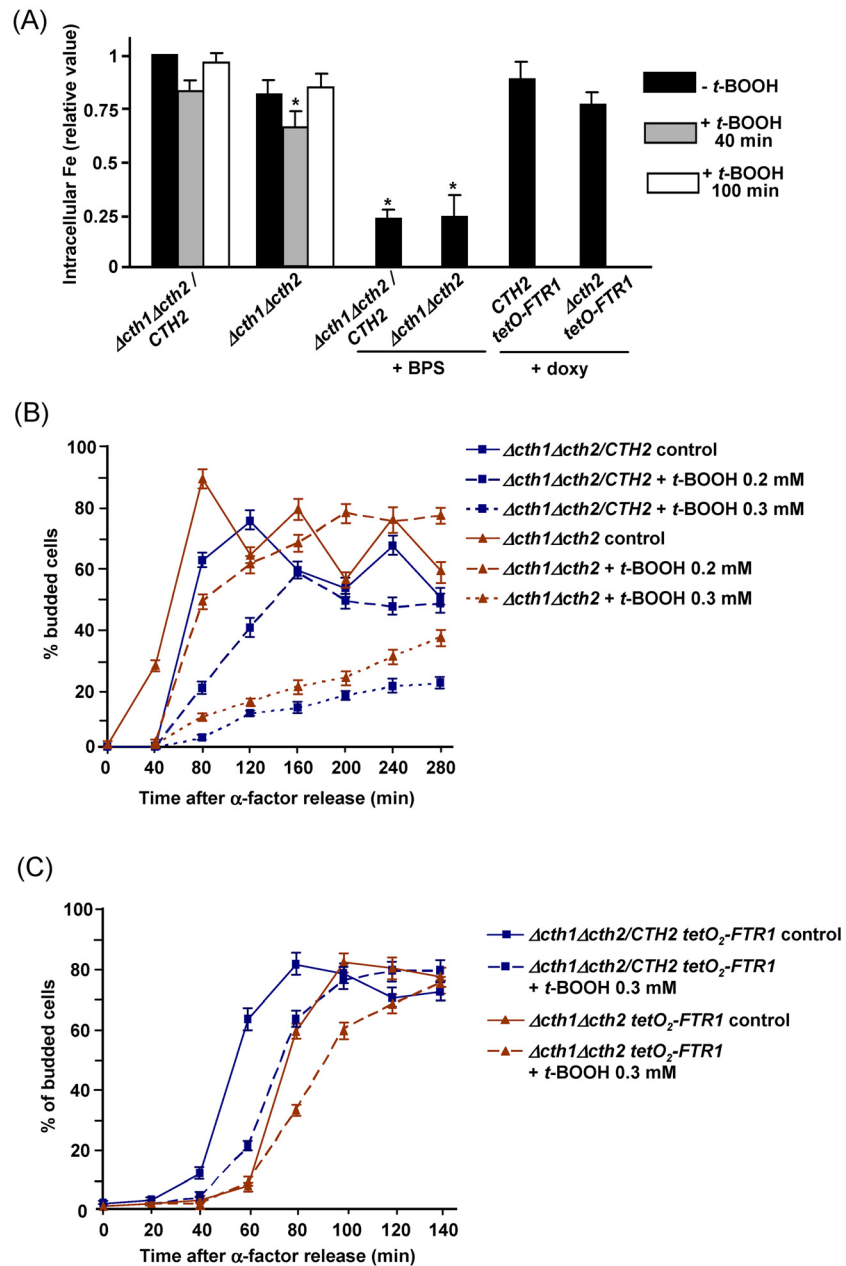 (A)
Intracellular Fe (relative value)
1
0.75
0.5
0.25
0
Δcth1Δcth2 /
CTH2
Δcth1Δcth2
Δcth1Δcth2 /
CTH2
Δcth1Δcth2
CTH2
tetO-FTR1
Δcth2
tetO-FTR1
*
*
*
+ BPS
+ doxy
- t-BOOH
+ t-BOOH
40 min
+ t-BOOH
100 min
(B)
% budded cells
100
80
60
40
20
0
0 40 80 120 160 200 240 280
Time after α-factor release (min)
Δcth1Δcth2/CTH2 control
Δcth1Δcth2/CTH2 + t-BOOH 0.2 mM
Δcth1Δcth2/CTH2 + t-BOOH 0.3 mM
Δcth1Δcth2 control
Δcth1Δcth2 + t-BOOH 0.2 mM
Δcth1Δcth2 + t-BOOH 0.3 mM
(C)
% of budded cells
100
80
60
40
20
0
0 20 40 60 80 100 120 140
Time after α-factor release (min)
Δcth1Δcth2/CTH2 tetO₂-FTR1 control
Δcth1Δcth2/CTH2 tetO₂-FTR1
+ t-BOOH 0.3 mM
Δcth1Δcth2 tetO₂-FTR1 control
Δcth1Δcth2 tetO₂-FTR1
+ t-BOOH 0.3 mM